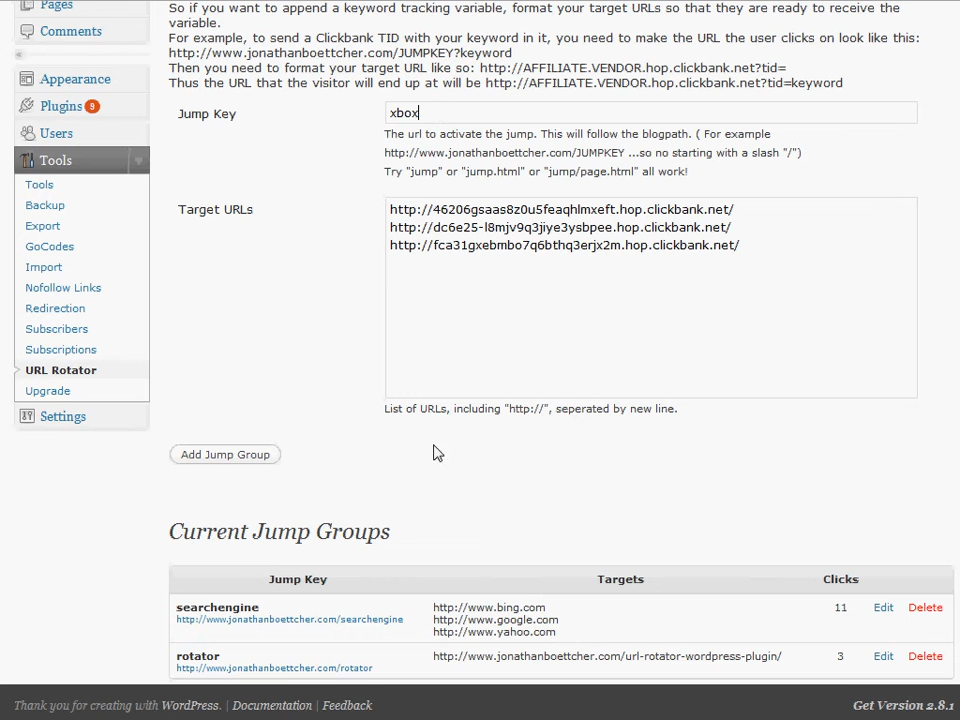 Pages
Comments
Appearance
Plugins 9
Users
Tools
Tools
Backup
Export
GoCodes
Import
Nofollow Links
Redirection
Subscribers
Subscriptions
URL Rotator
Upgrade
Settings
So if you want to append a keyword tracking variable, format your target URLs so that they are ready to receive the
variable.
For example, to send a Clickbank TID with your keyword in it, you need to make the URL the user clicks on look like this:
http://www.jonathanboettcher.com/JUMPKEY?keyword
Then you need to format your target URL like so: http://AFFILIATE.VENDOR.hop.clickbank.net?tid=
Thus the URL that the visitor will end up at will be http://AFFILIATE.VENDOR.hop.clickbank.net?tid=keyword
Jump Key
xbox
The url to activate the jump. This will follow the blogpath. ( For example
http://www.jonathanboettcher.com/JUMPKEY ...so no starting with a slash "/")
Try "jump" or "jump.html" or "jump/page.html" all work!
Target URLs
http://46206gsaas8z0u5feaqhlmxeft.hop.clickbank.net/
http://dc6e25-l8mjv9q3jiye3ysbpee.hop.clickbank.net/
http://fca31gxebmbo7q6bthq3erjx2m.hop.clickbank.net/
List of URLs, including "http://", seperated by new line.
Add Jump Group
Current Jump Groups
Jump Key Targets Clicks
searchengine
http://www.jonathanboettcher.com/searchengine
http://www.bing.com
http://www.google.com
http://www.yahoo.com
11 Edit Delete
rotator
http://www.jonathanboettcher.com/rotator
http://www.jonathanboettcher.com/url-rotator-wordpress-plugin/
3 Edit Delete
Thank you for creating with WordPress. | Documentation | Feedback
Get Version 2.8.1